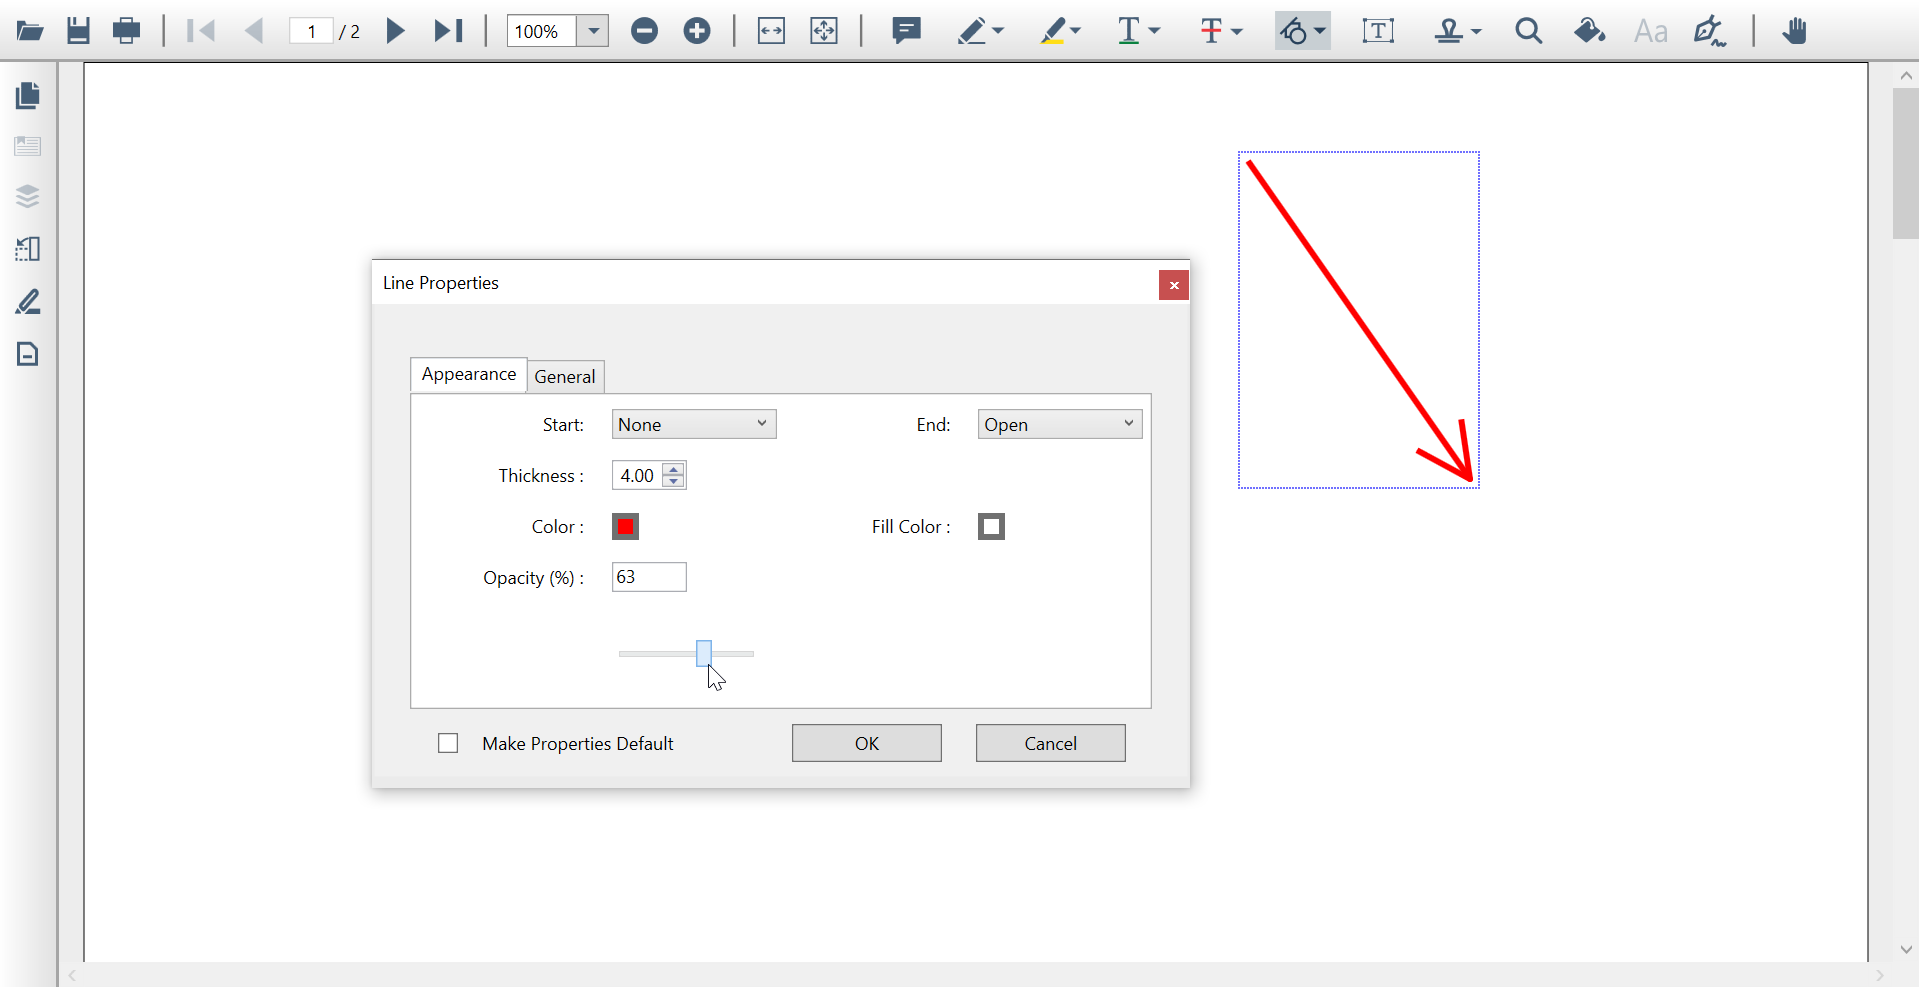 1 / 2 100% T T T Aa
Line Properties
Appearance General
Start: None End: Open
Thickness : 4.00
Color : Fill Color :
Opacity (%) : 63
Make Properties Default OK Cancel